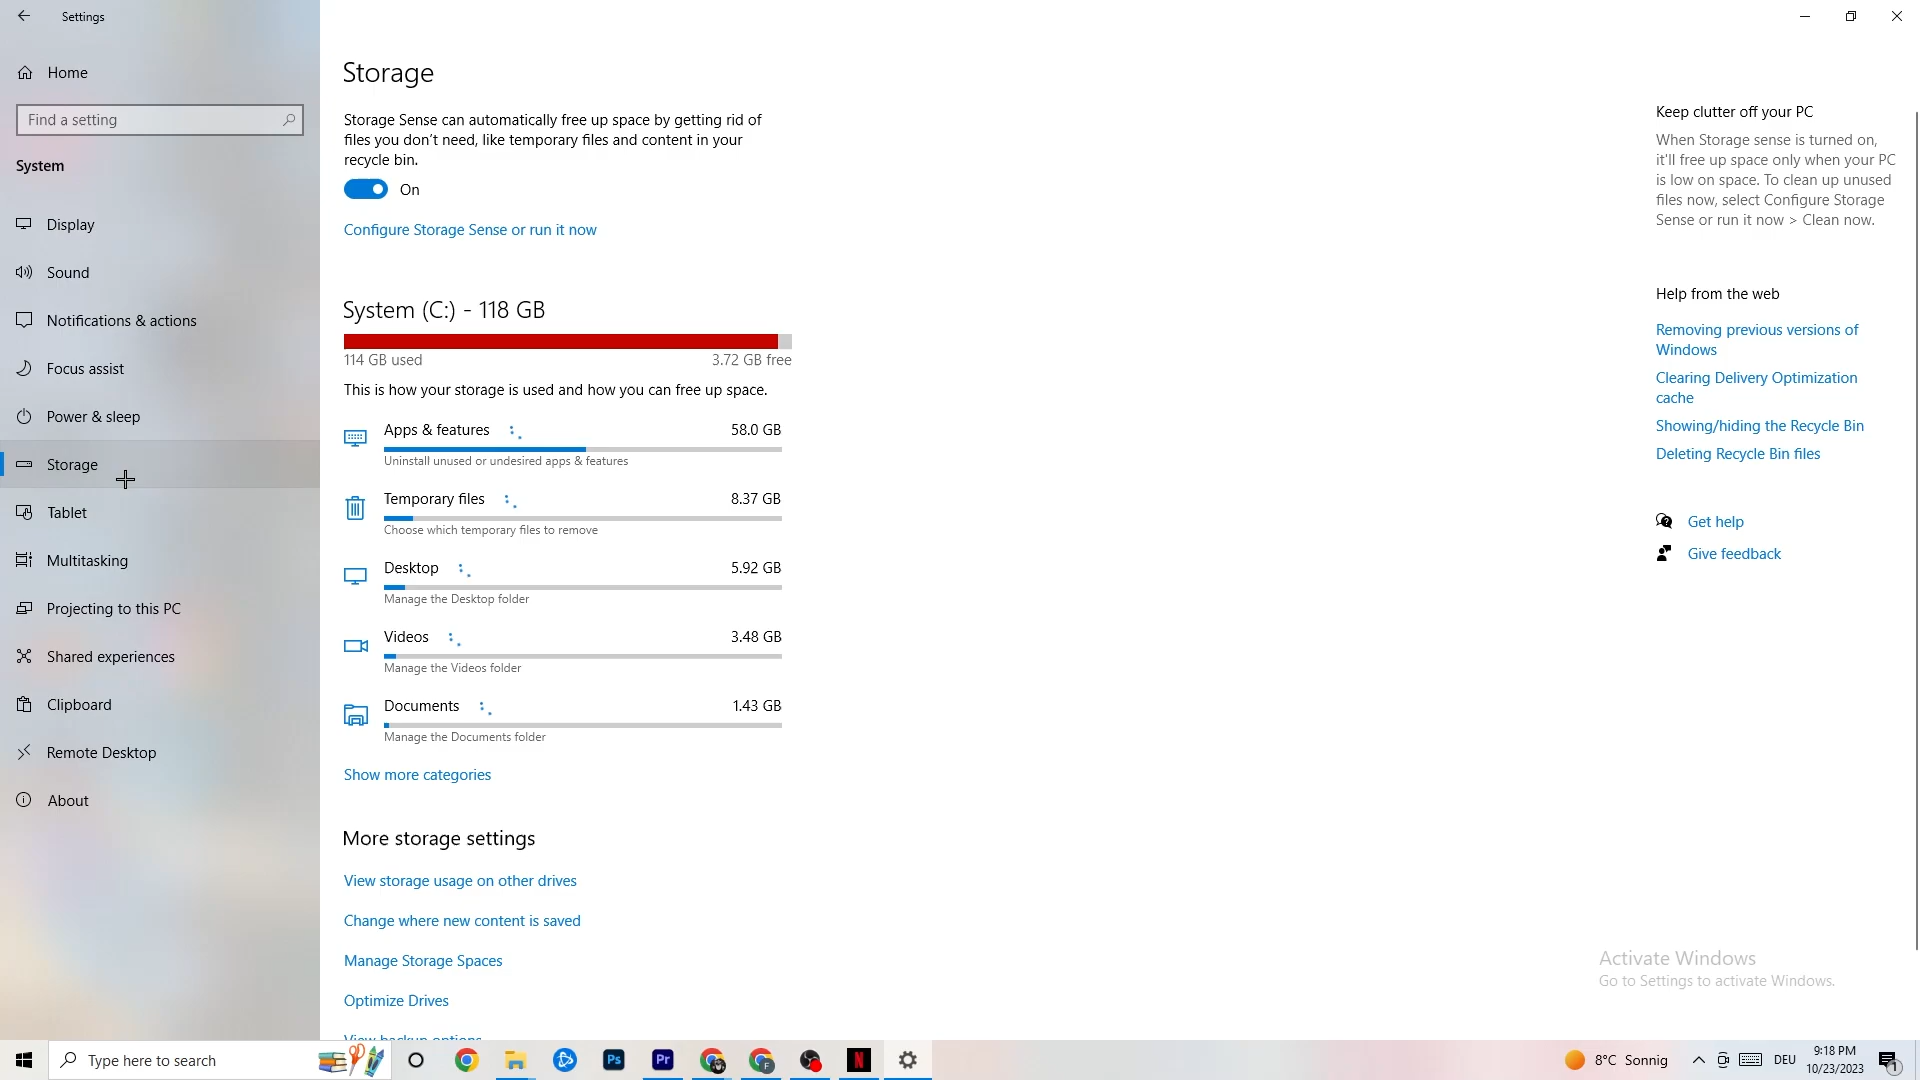 Settings
Home
Find a setting
System
Display
Sound
Notifications & actions
Focus assist
Power & sleep
Storage
Tablet
Multitasking
Projecting to this PC
Shared experiences
Clipboard
Remote Desktop
About
Storage
Storage Sense can automatically free up space by getting rid of
files you don't need, like temporary files and content in your
recycle bin.
On
Configure Storage Sense or run it now
System (C:) - 118 GB
114 GB used
3.72 GB free
This is how your storage is used and how you can free up space.
Apps & features
58.0 GB
Uninstall unused or undesired apps & features
Temporary files
8.37 GB
Choose which temporary files to remove
Desktop
5.92 GB
Manage the Desktop folder
Videos
3.48 GB
Manage the Videos folder
Documents
1.43 GB
Manage the Documents folder
Show more categories
More storage settings
View storage usage on other drives
Change where new content is saved
Manage Storage Spaces
Optimize Drives
View backup options
Keep clutter off your PC
When Storage sense is turned on,
it'll free up space only when your PC
is low on space. To clean up unused
files now, select Configure Storage
Sense or run it now > Clean now.
Help from the web
Removing previous versions of
Windows
Clearing Delivery Optimization
cache
Showing/hiding the Recycle Bin
Deleting Recycle Bin files
Get help
Give feedback
Activate Windows
Go to Settings to activate Windows.
Type here to search
Ps
Pr
F
N
8°C Sonnig
DEU
9:18 PM
10/23/2023
1